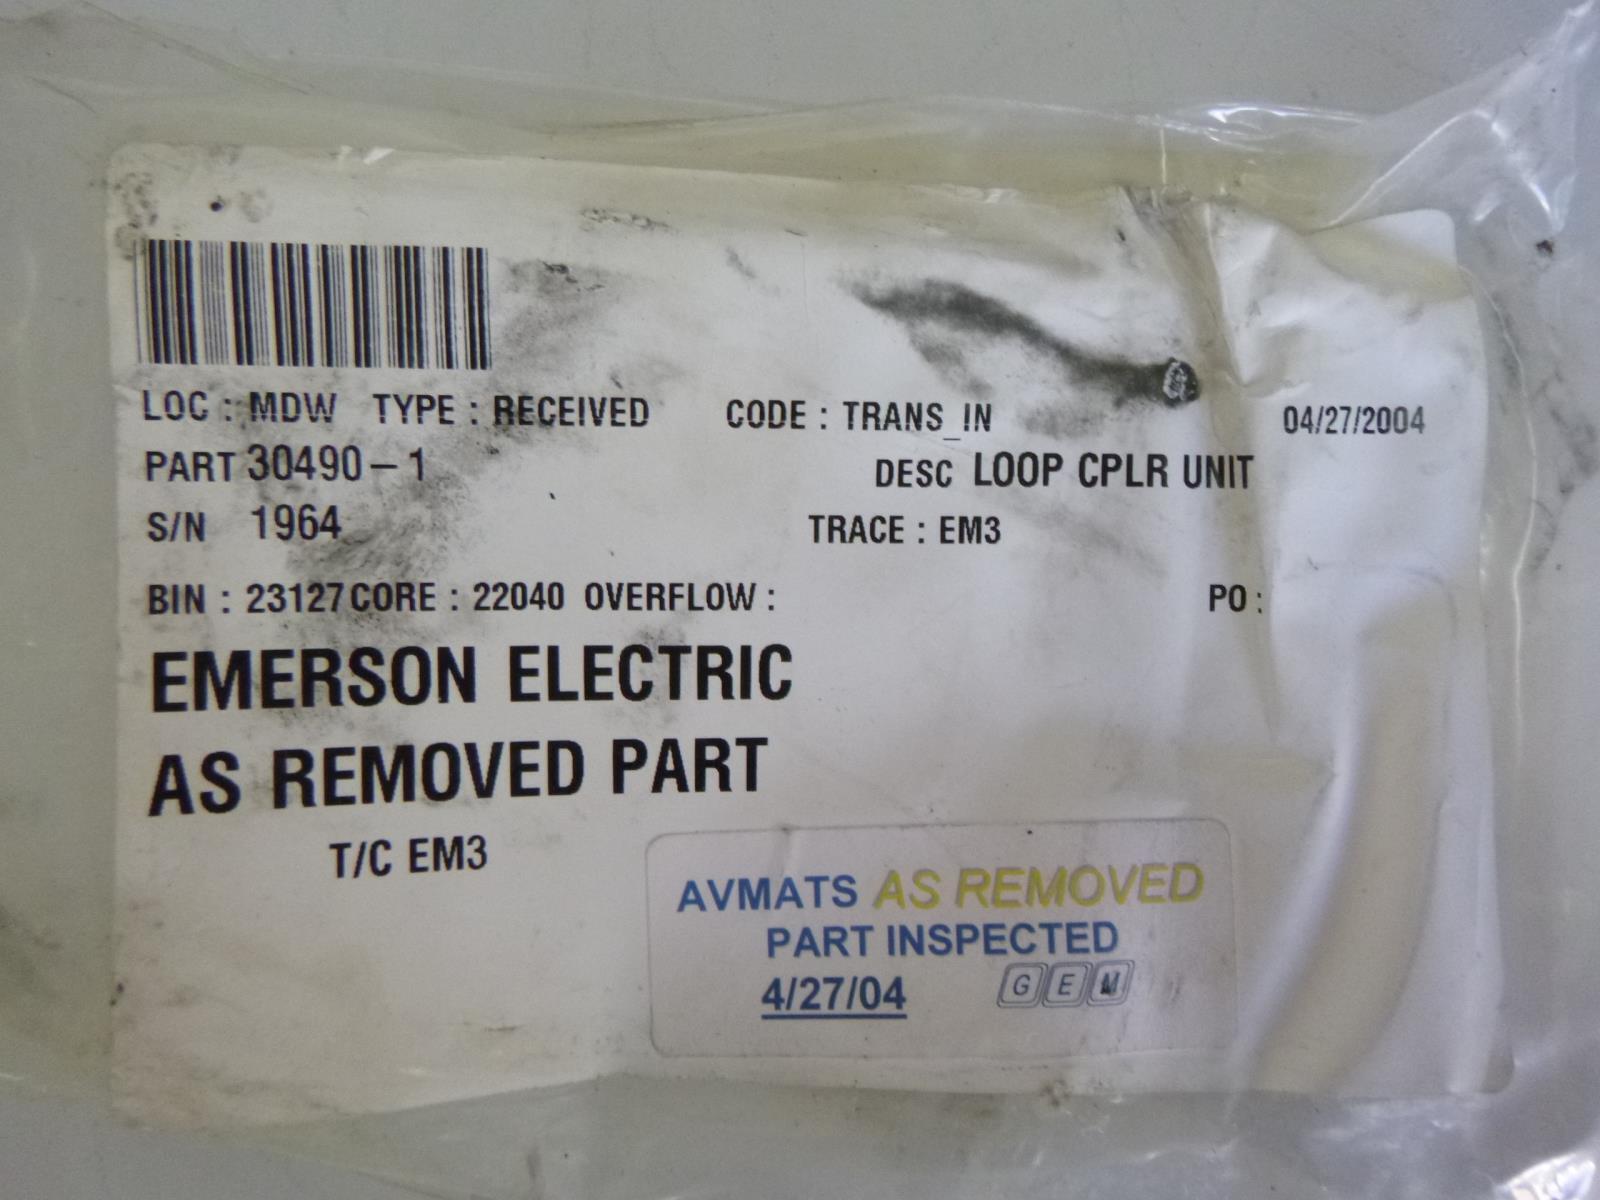 LOC : MDW TYPE : RECEIVED CODE : TRANS_IN 04/27/2004
PART 30490-1 DESC LOOP CPLR UNIT
S/N 1964 TRACE : EM3
BIN : 23127 CORE : 22040 OVERFLOW : PO :
EMERSON ELECTRIC
AS REMOVED PART
T/C EM3
AVMATS AS REMOVED
PART INSPECTED
4/27/04 GEM